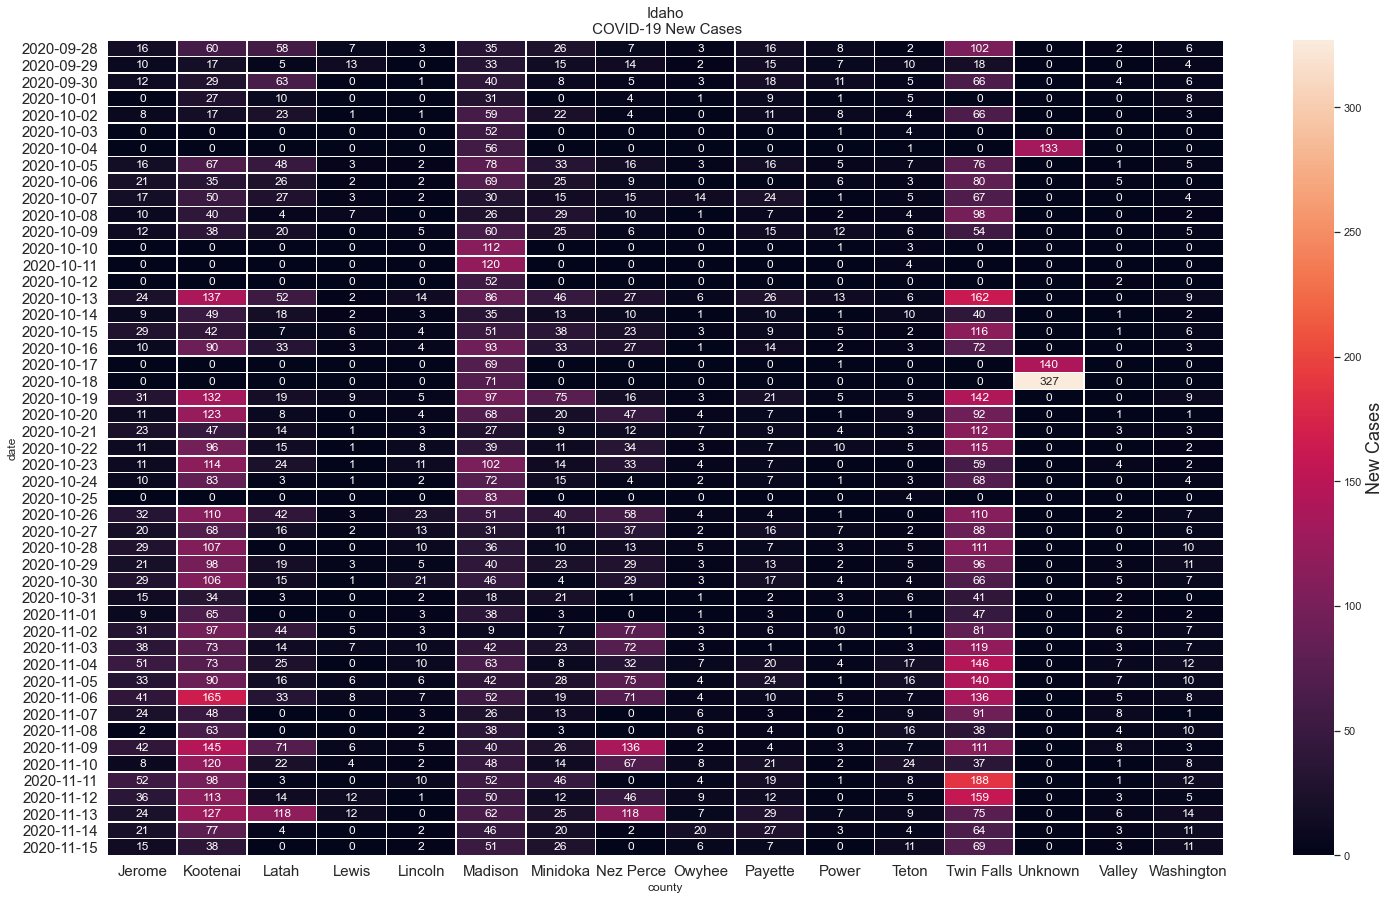 Idaho
COVID-19 New Cases
2020-09-28 16 60 58 7 3 35 26 7 3 16 8 2 102 0 2 6
2020-09-29 10 17 5 13 0 33 15 14 2 15 7 10 18 0 0 4
2020-09-30 12 29 63 0 1 40 8 5 3 18 11 5 66 0 4 6
2020-10-01 0 27 10 0 0 31 0 4 1 9 1 5 0 0 0 8
2020-10-02 8 17 23 1 1 59 22 4 0 11 8 4 66 0 0 3
2020-10-03 0 0 0 0 0 52 0 0 0 0 1 4 0 0 0 0
2020-10-04 0 0 0 0 0 56 0 0 0 0 0 1 0 133 0 0
2020-10-05 16 67 48 3 2 78 33 16 3 16 5 7 76 0 1 5
2020-10-06 21 35 26 2 2 69 25 9 0 0 6 3 80 0 5 0
2020-10-07 17 50 27 3 2 30 15 15 14 24 1 5 67 0 0 4
2020-10-08 10 40 4 7 0 26 29 10 1 7 2 4 98 0 0 2
2020-10-09 12 38 20 0 5 60 25 6 0 15 12 6 54 0 0 5
2020-10-10 0 0 0 0 0 112 0 0 0 0 1 3 0 0 0 0
2020-10-11 0 0 0 0 0 120 0 0 0 0 0 4 0 0 0 0
2020-10-12 0 0 0 0 0 52 0 0 0 0 0 0 0 0 2 0
2020-10-13 24 137 52 2 14 86 46 27 6 26 13 6 162 0 0 9
2020-10-14 9 49 18 2 3 35 13 10 1 10 1 10 40 0 1 2
2020-10-15 29 42 7 6 4 51 38 23 3 9 5 2 116 0 1 6
2020-10-16 10 90 33 3 4 93 33 27 1 14 2 3 72 0 0 3
2020-10-17 0 0 0 0 0 69 0 0 0 0 1 0 0 140 0 0
2020-10-18 0 0 0 0 0 71 0 0 0 0 0 0 0 327 0 0
2020-10-19 31 132 19 9 5 97 75 16 3 21 5 5 142 0 0 9
2020-10-20 11 123 8 0 4 68 20 47 4 7 1 9 92 0 1 1
2020-10-21 23 47 14 1 3 27 9 12 7 9 4 3 112 0 3 3
2020-10-22 11 96 15 1 8 39 11 34 3 7 10 5 115 0 0 2
2020-10-23 11 114 24 1 11 102 14 33 4 7 0 0 59 0 4 2
2020-10-24 10 83 3 1 2 72 15 4 2 7 1 3 68 0 0 4
2020-10-25 0 0 0 0 0 83 0 0 0 0 0 4 0 0 0 0
2020-10-26 32 110 42 3 23 51 40 58 4 4 1 0 110 0 2 7
2020-10-27 20 68 16 2 13 31 11 37 2 16 7 2 88 0 0 6
2020-10-28 29 107 0 0 10 36 10 13 5 7 3 5 111 0 0 10
2020-10-29 21 98 19 3 5 40 23 29 3 13 2 5 96 0 3 11
2020-10-30 29 106 15 1 21 46 4 29 3 17 4 4 66 0 5 7
2020-10-31 15 34 3 0 2 18 21 1 1 2 3 6 41 0 2 0
2020-11-01 9 65 0 0 3 38 3 0 1 3 0 1 47 0 2 2
2020-11-02 31 97 44 5 3 9 7 77 3 6 10 1 81 0 6 7
2020-11-03 38 73 14 7 10 42 23 72 3 1 1 3 119 0 3 7
2020-11-04 51 73 25 0 10 63 8 32 7 20 4 17 146 0 7 12
2020-11-05 33 90 16 6 6 42 28 75 4 24 1 16 140 0 7 10
2020-11-06 41 165 33 8 7 52 19 71 4 10 5 7 136 0 5 8
2020-11-07 24 48 0 0 3 26 13 0 6 3 2 9 91 0 8 1
2020-11-08 2 63 0 0 2 38 3 0 6 4 0 16 38 0 4 10
2020-11-09 42 145 71 6 5 40 26 136 2 4 3 7 111 0 8 3
2020-11-10 8 120 22 4 2 48 14 67 8 21 2 24 37 0 1 8
2020-11-11 52 98 3 0 10 52 46 0 4 19 1 8 188 0 1 12
2020-11-12 36 113 14 12 1 50 12 46 9 12 0 5 159 0 3 5
2020-11-13 24 127 118 12 0 62 25 118 7 29 7 9 75 0 6 14
2020-11-14 21 77 4 0 2 46 20 2 20 27 3 4 64 0 3 11
2020-11-15 15 38 0 0 2 51 26 0 6 7 0 11 69 0 3 11
Jerome Kootenai Latah Lewis Lincoln Madison Minidoka Nez Perce Owyhee Payette Power Teton Twin Falls Unknown Valley Washington
county
date
300
250
200
150
100
50
0
New Cases